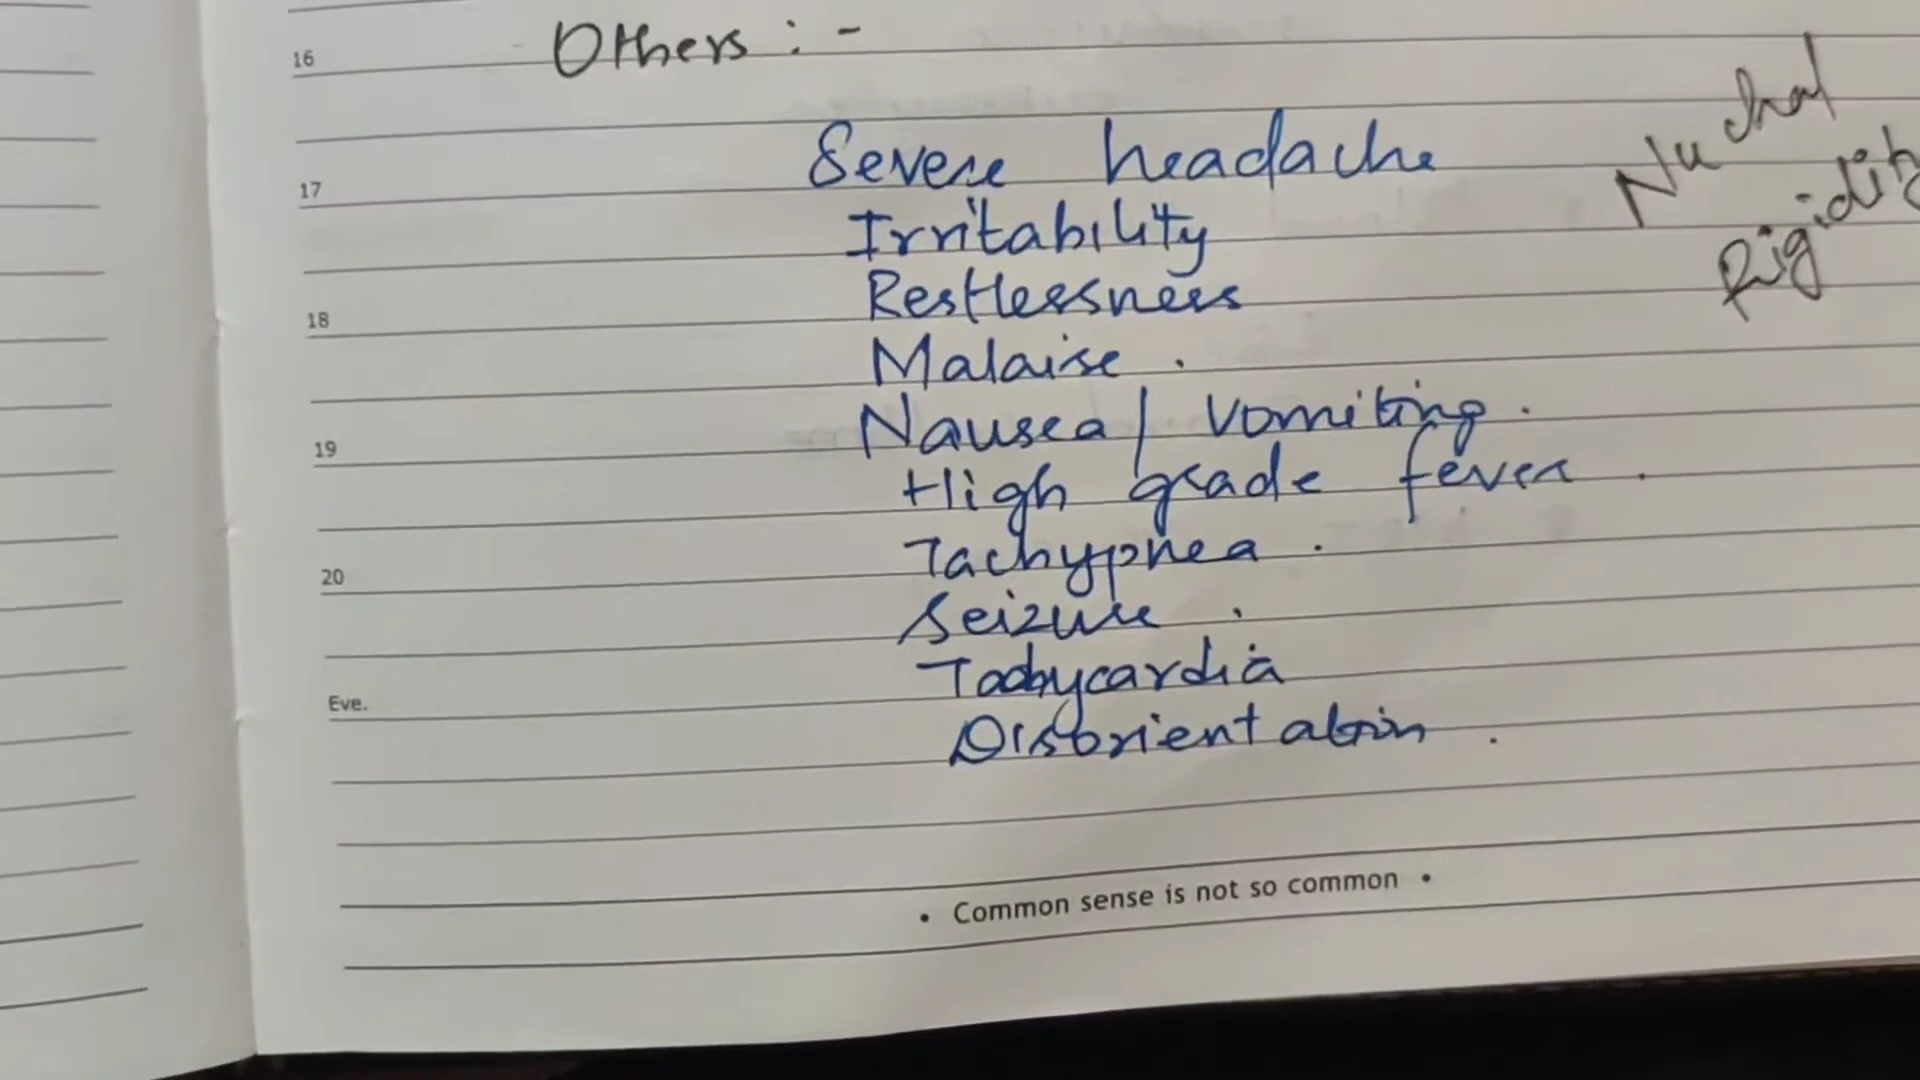 16
Others : -
Severe headache
Nuchal
Rigidity
17
Irritability
Restlessness
18
Malaise .
Nausea / vomiting .
19
High grade fever .
Tachypnea .
20
Seizure .
Tachycardia
Eve.
Disorientation .
• Common sense is not so common •